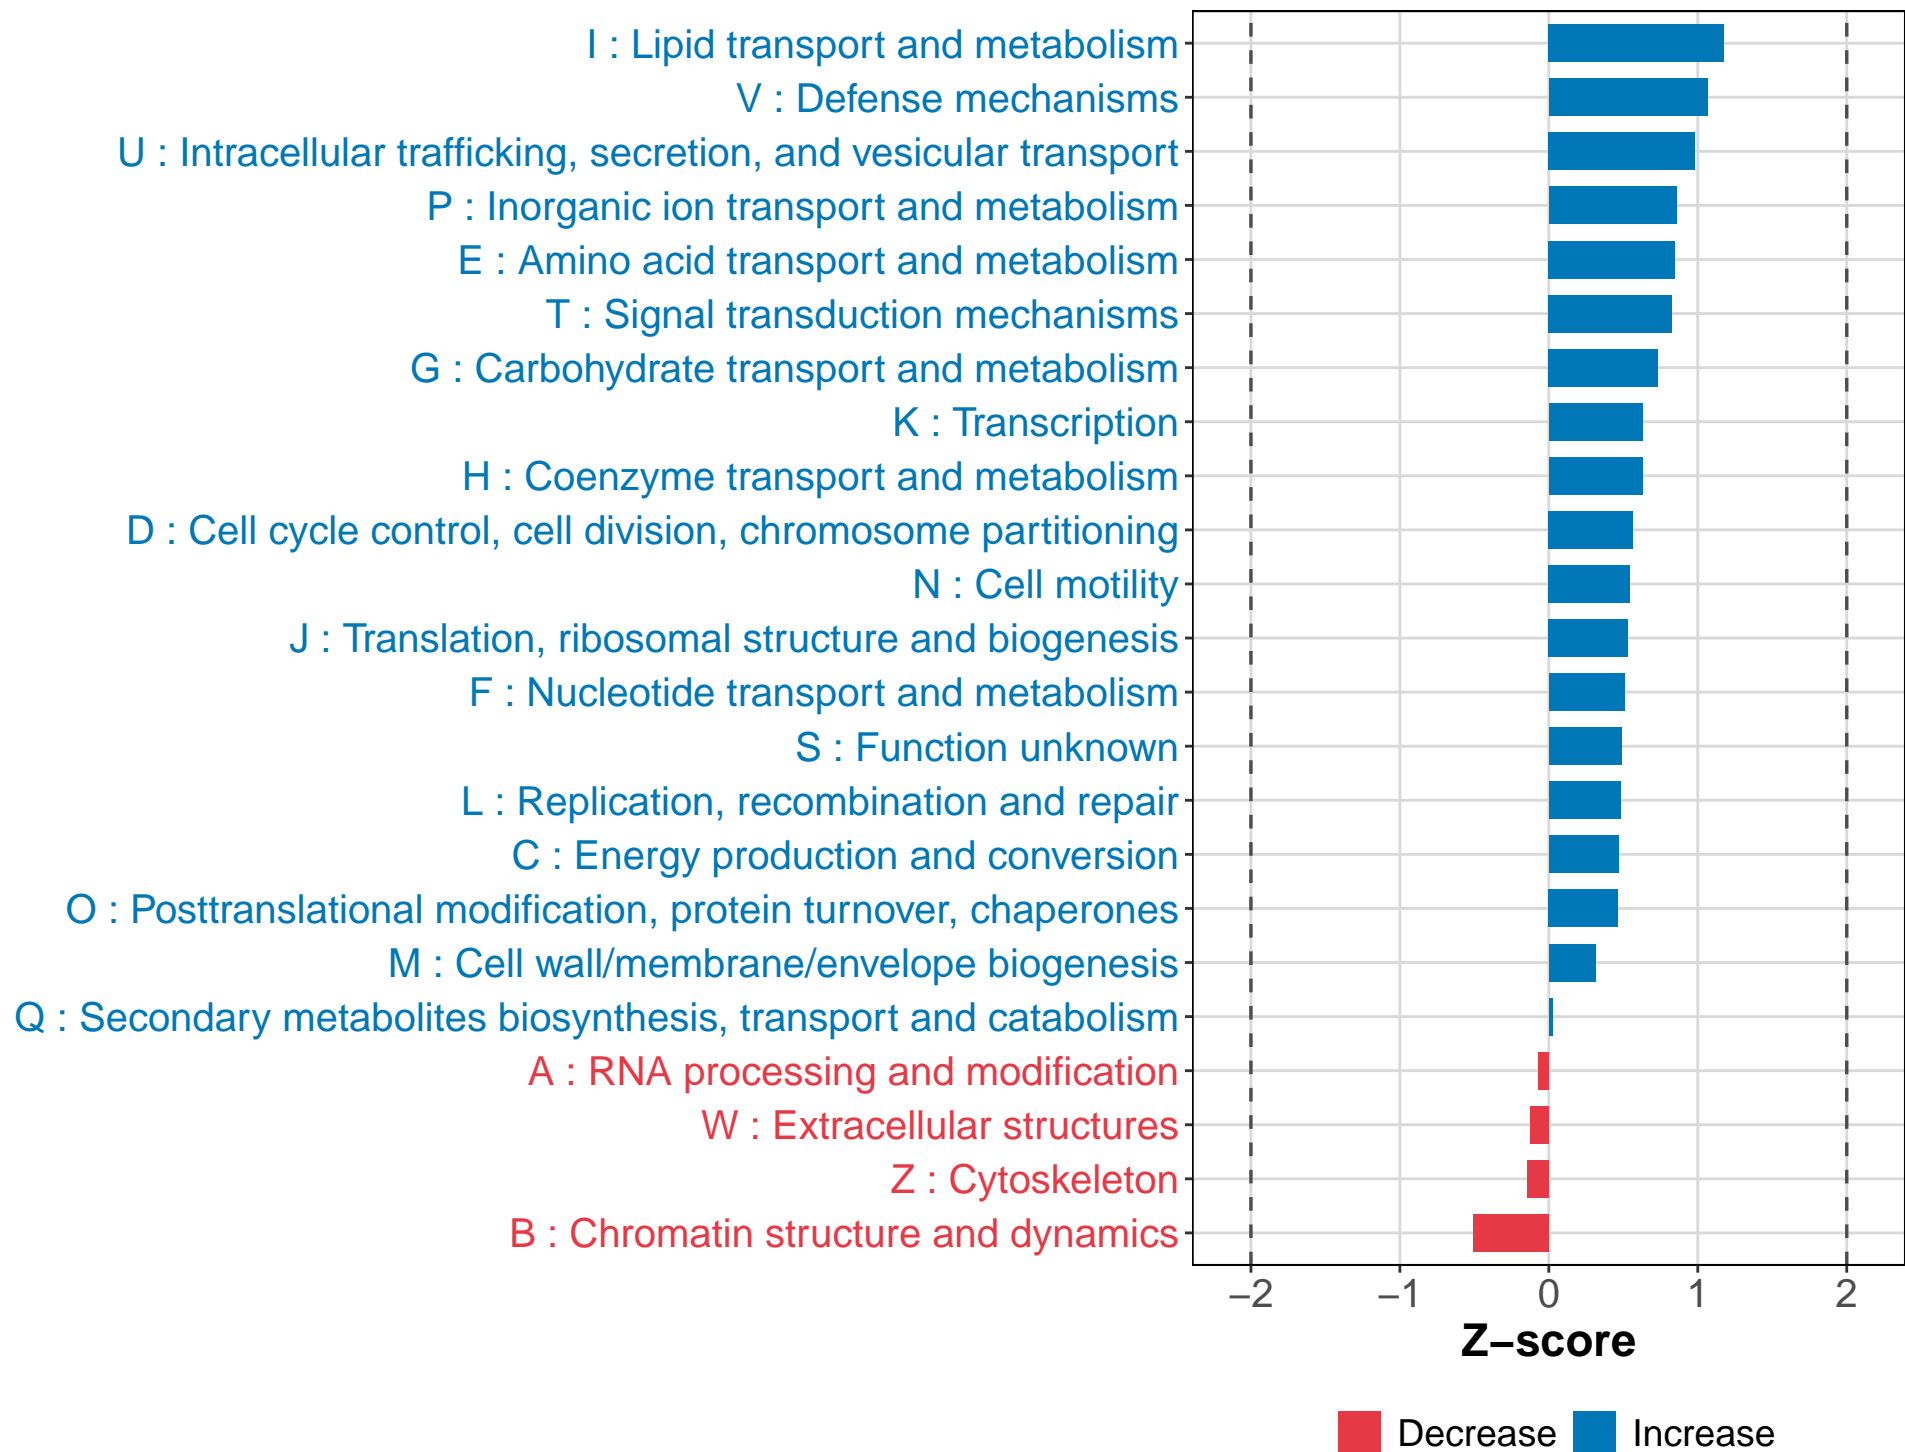 I : Lipid transport and metabolism
V : Defense mechanisms
U : Intracellular trafficking, secretion, and vesicular transport
P : Inorganic ion transport and metabolism
E : Amino acid transport and metabolism
T : Signal transduction mechanisms
G : Carbohydrate transport and metabolism
K : Transcription
H : Coenzyme transport and metabolism
D : Cell cycle control, cell division, chromosome partitioning
N : Cell motility
J : Translation, ribosomal structure and biogenesis
F : Nucleotide transport and metabolism
S : Function unknown
L : Replication, recombination and repair
C : Energy production and conversion
O : Posttranslational modification, protein turnover, chaperones
M : Cell wall/membrane/envelope biogenesis
Q : Secondary metabolites biosynthesis, transport and catabolism
A : RNA processing and modification
W : Extracellular structures
Z : Cytoskeleton
B : Chromatin structure and dynamics
−2 −1 0 1 2
Z−score
Decrease Increase